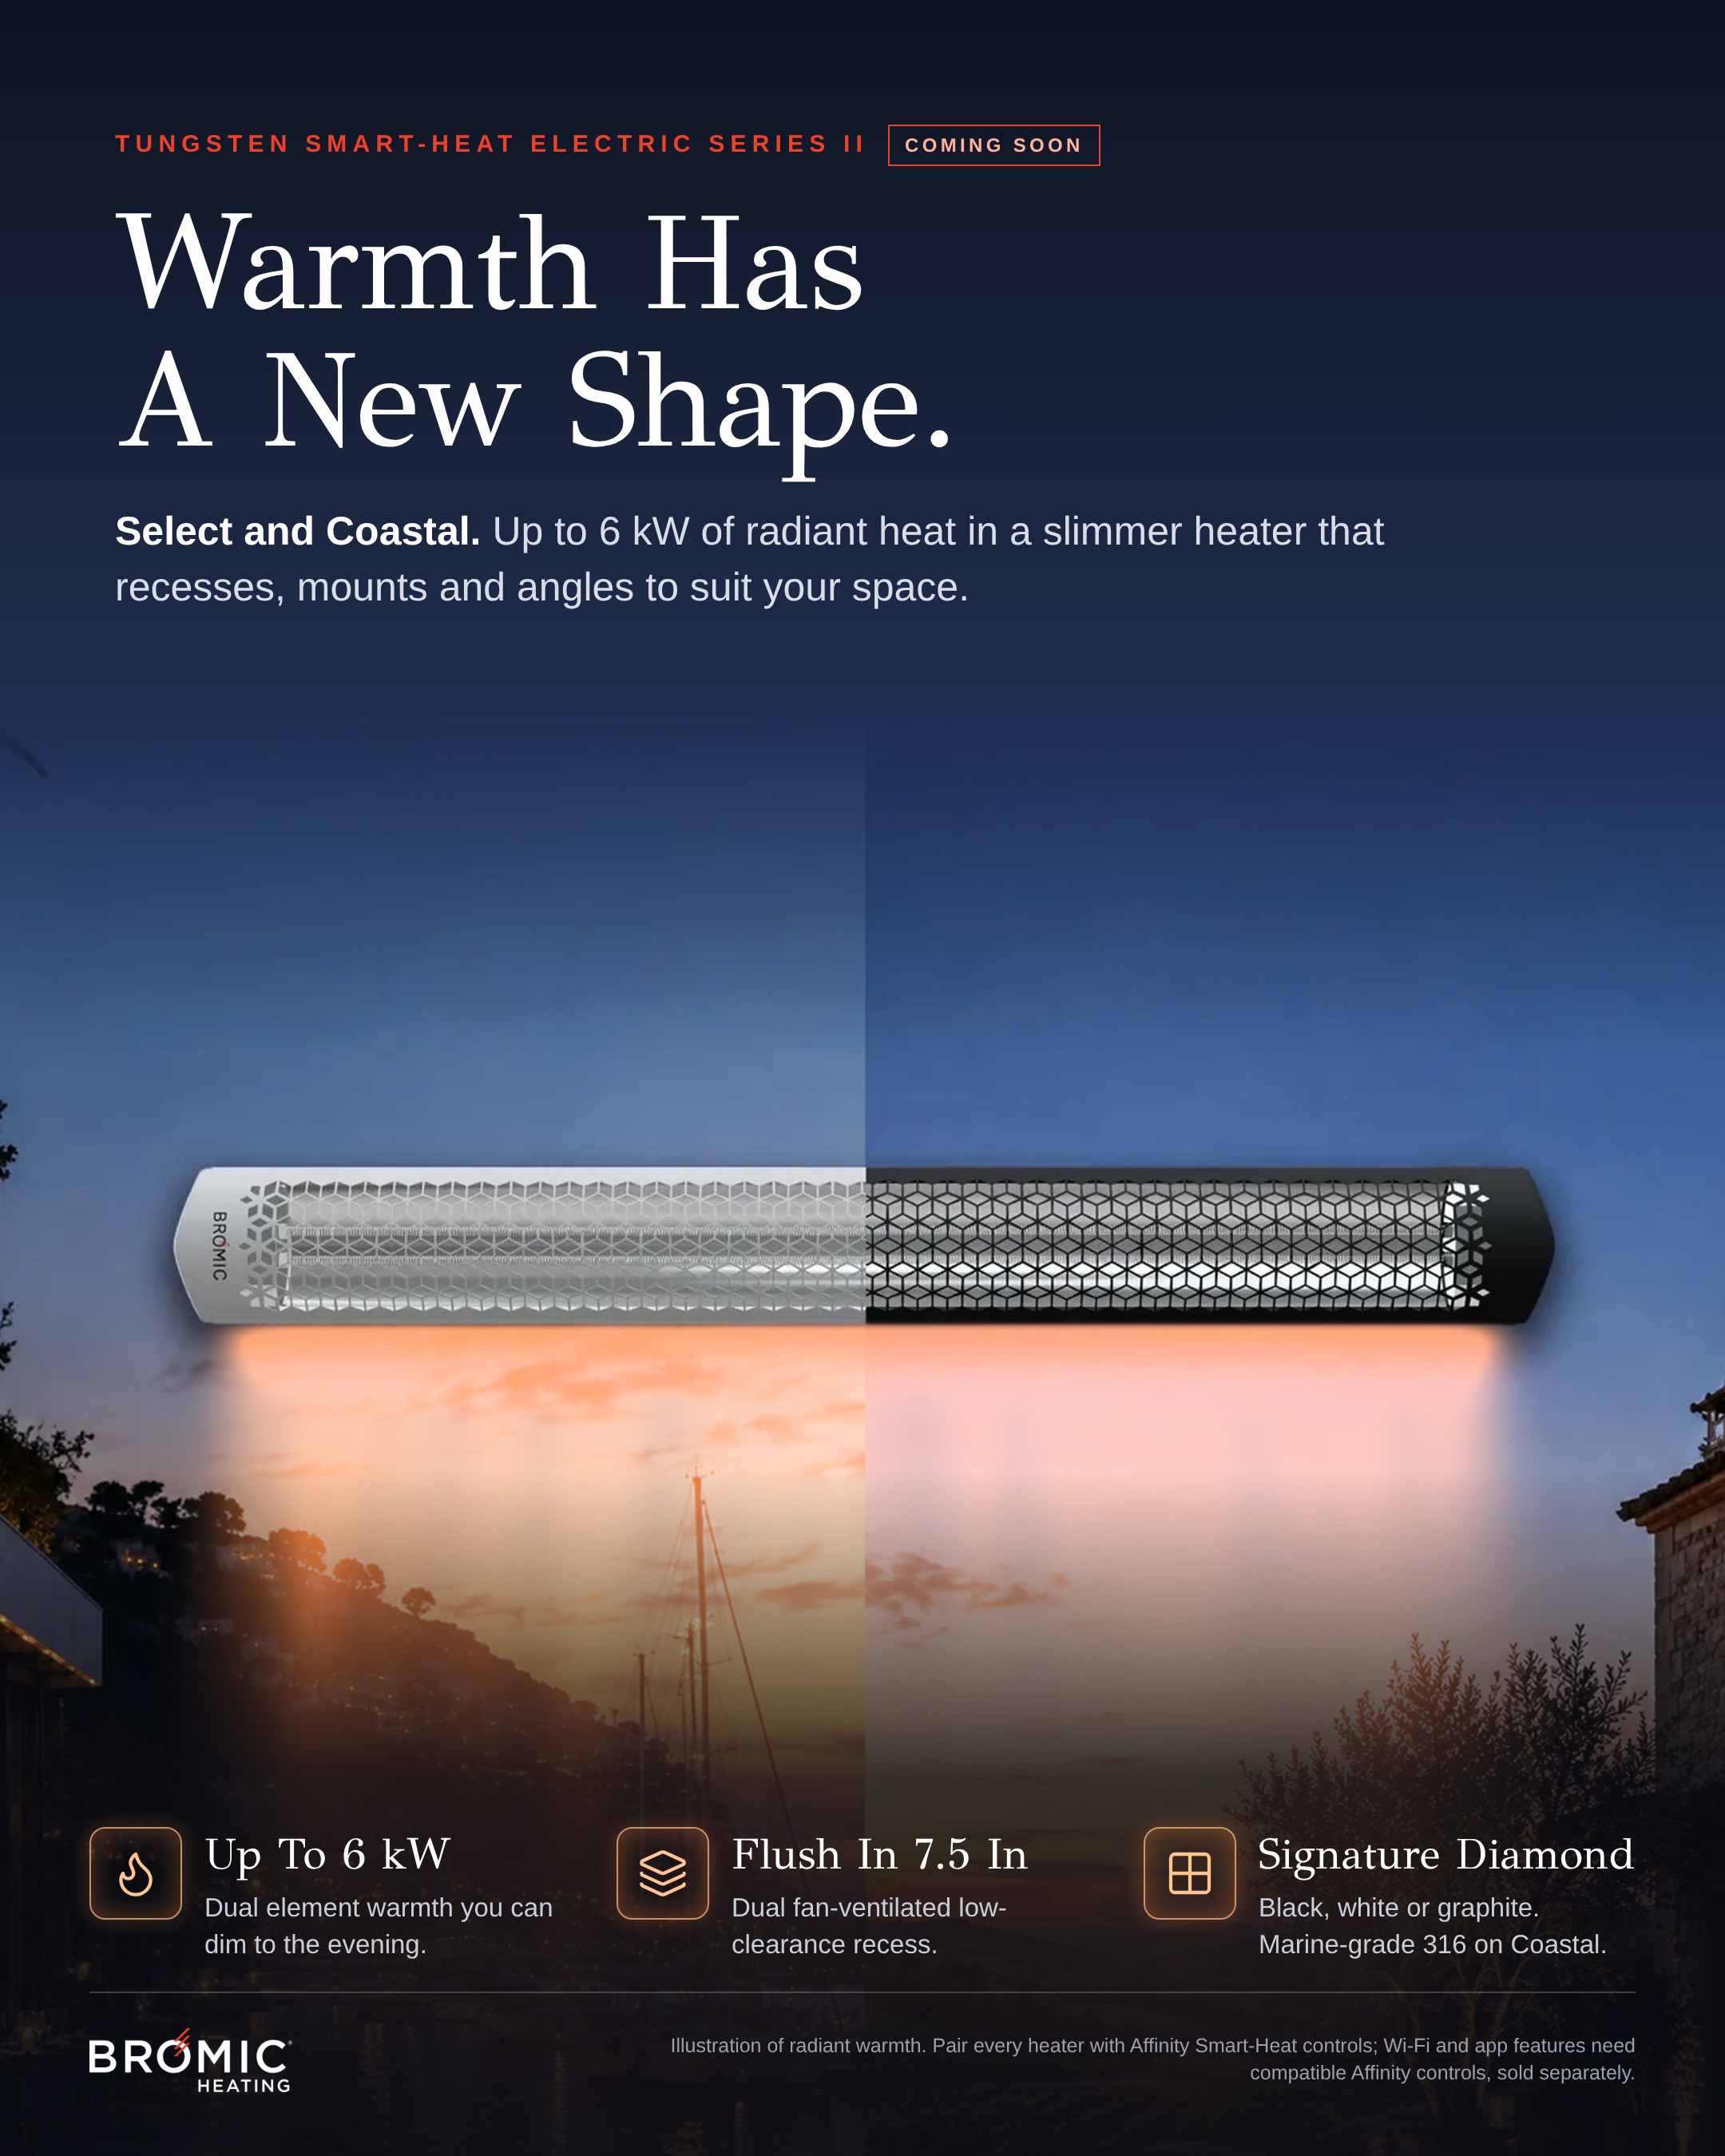 TUNGSTEN SMART-HEAT ELECTRIC SERIES II COMING SOON
Warmth Has
A New Shape.
Select and Coastal. Up to 6 kW of radiant heat in a slimmer heater that
recesses, mounts and angles to suit your space.
BROMIC
Up To 6 kW
Dual element warmth you can
dim to the evening.
Flush In 7.5 In
Dual fan-ventilated low-
clearance recess.
Signature Diamond
Black, white or graphite.
Marine-grade 316 on Coastal.
BROMIC
HEATING
Illustration of radiant warmth. Pair every heater with Affinity Smart-Heat controls; Wi-Fi and app features need
compatible Affinity controls, sold separately.